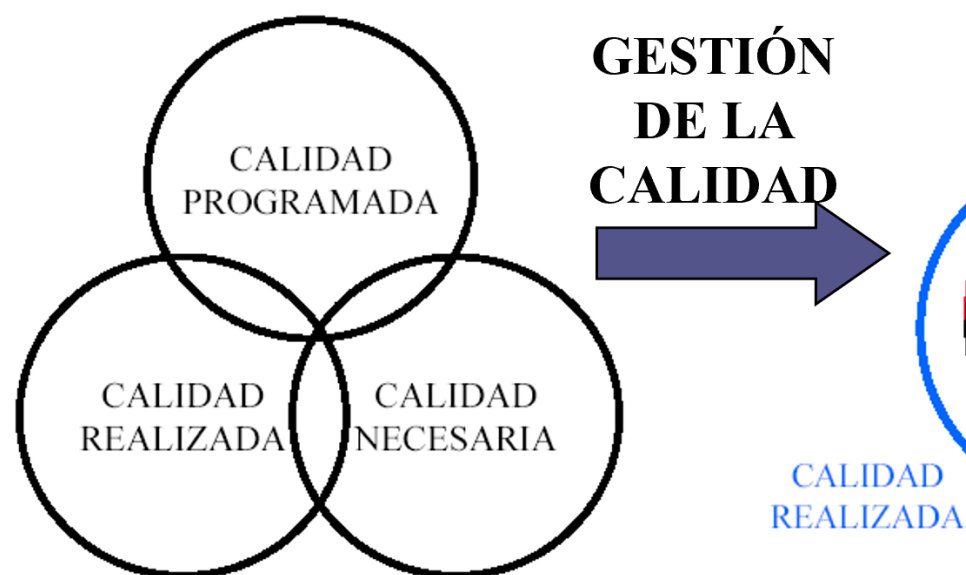 GESTIÓN
DE LA
CALIDAD
CALIDAD
PROGRAMADA
CALIDAD
REALIZADA
CALIDAD
NECESARIA
CALIDAD
REALIZADA